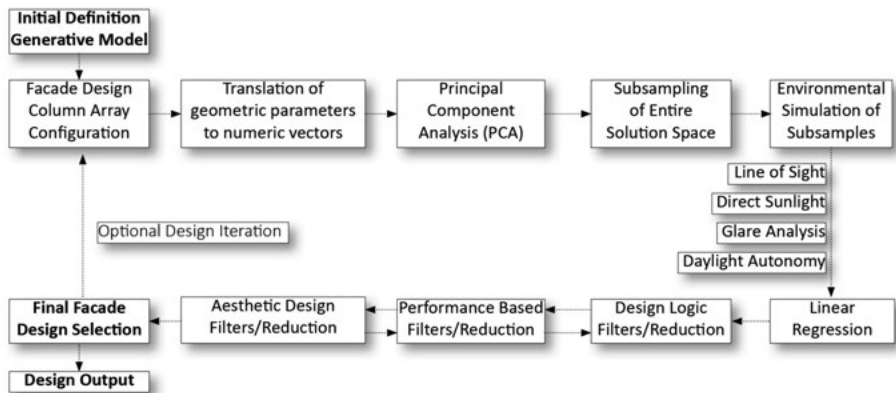 Initial Definition
Generative Model
Facade Design
Column Array
Configuration
Translation of
geometric parameters
to numeric vectors
Principal
Component
Analysis (PCA)
Subsampling
of Entire
Solution Space
Environmental
Simulation of
Subsamples
Line of Sight
Direct Sunlight
Glare Analysis
Daylight Autonomy
Optional Design Iteration
Final Facade
Design Selection
Aesthetic Design
Filters/Reduction
Performance Based
Filters/Reduction
Design Logic
Filters/Reduction
Linear
Regression
Design Output